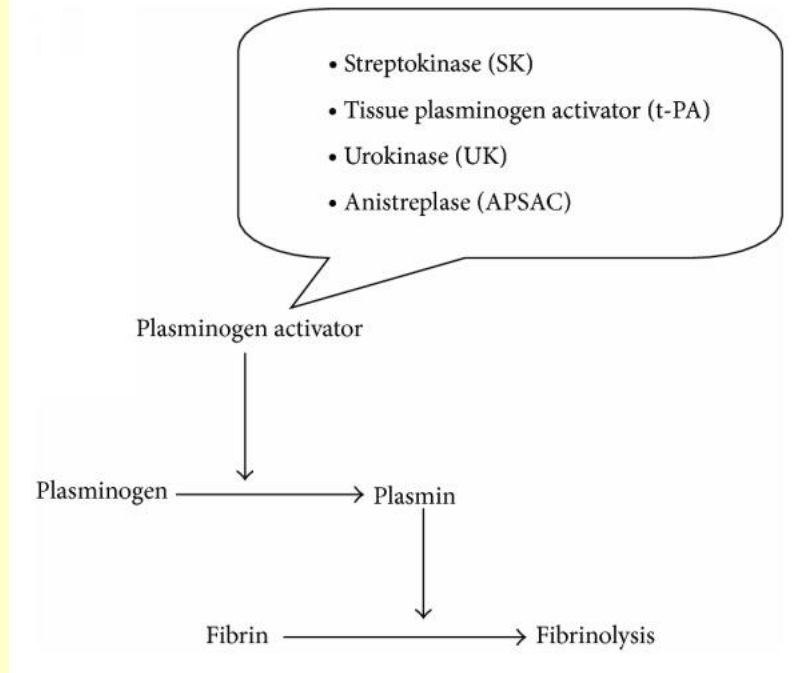 • Streptokinase (SK)
• Tissue plasminogen activator (t-PA)
• Urokinase (UK)
• Anistreplase (APSAC)
Plasminogen activator
Plasminogen
Plasmin
Fibrin
Fibrinolysis